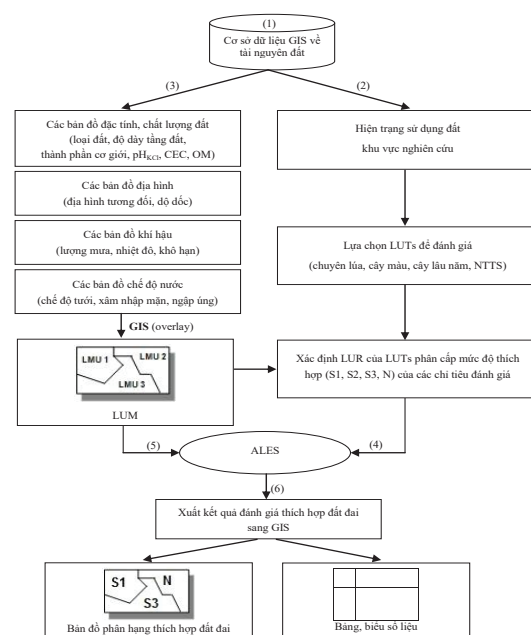 (1)
Cơ sở dữ liệu GIS về
tài nguyên đất
(3)
(2)
Các bản đồ đặc tính, chất lượng đất
(loại đất, độ dày tầng đất,
thành phần cơ giới, pHKCl, CEC, OM)
Các bản đồ địa hình
(địa hình tương đối, dộ dốc)
Các bản đồ khí hậu
(lượng mưa, nhiệt đô, khô hạn)
Các bản đồ chế độ nước
(chế độ tưới, xâm nhập mặn, ngập úng)
Hiện trạng sử dụng đất
khu vực nghiên cứu
Lựa chọn LUTs để đánh giá
(chuyên lúa, cây màu, cây lâu năm, NTTS)
GIS (overlay)
LMU 1
LMU 2
LMU 3
LUM
Xác định LUR của LUTs phân cấp mức độ thích
hợp (S1, S2, S3, N) của các chỉ tiêu đánh giá
(5)
(4)
ALES
(6)
Xuất kết quả đánh giá thích hợp đất đai
sang GIS
S1
N
S3
Bản đồ phân hạng thích hợp đất đai
Bảng, biểu số liệu